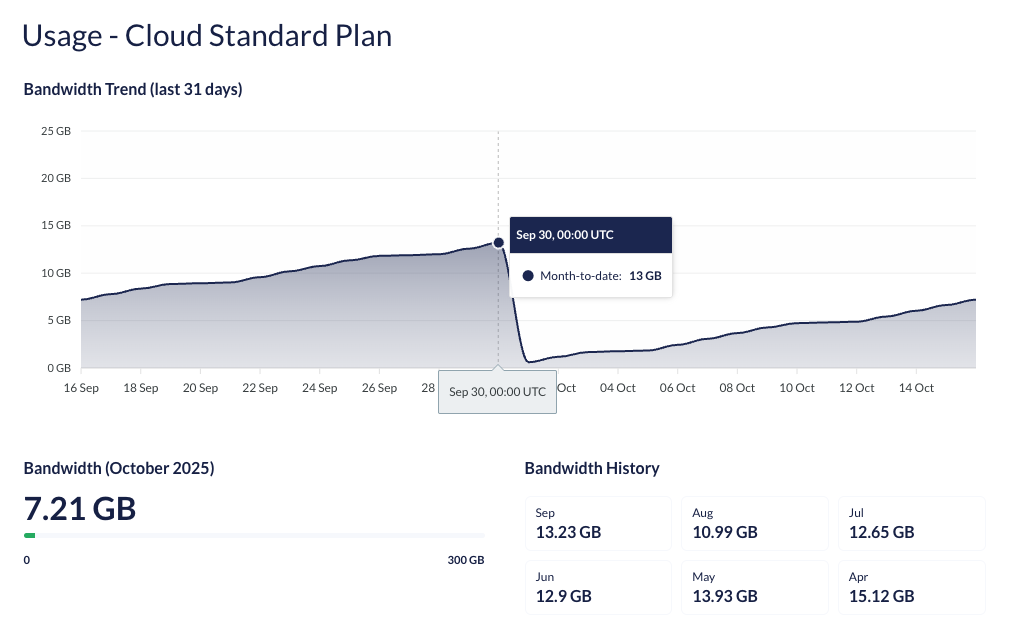 Usage - Cloud Standard Plan
Bandwidth Trend (last 31 days)
25 GB
20 GB
15 GB
10 GB
5 GB
0 GB
Sep 30, 00:00 UTC
Month-to-date: 13 GB
16 Sep 18 Sep 20 Sep 22 Sep 24 Sep 26 Sep 28 Sep 30, 00:00 UTC Oct 04 Oct 06 Oct 08 Oct 10 Oct 12 Oct 14 Oct
Bandwidth (October 2025)
7.21 GB
0 300 GB
Bandwidth History
Sep Aug Jul
13.23 GB 10.99 GB 12.65 GB
Jun May Apr
12.9 GB 13.93 GB 15.12 GB